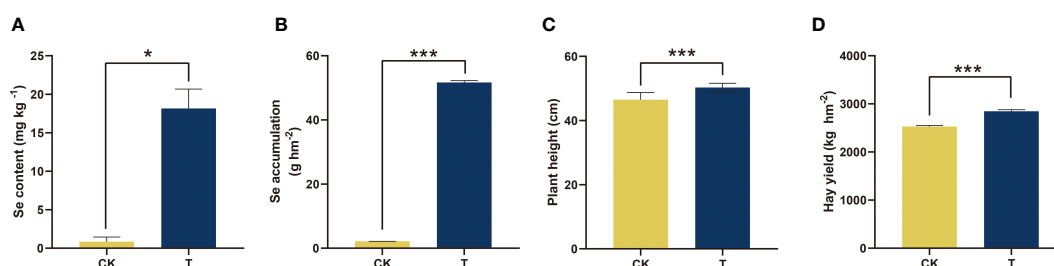 A
Se content (mg kg⁻¹)
25
20
15
10
5
0
*
CK
T
B
Se accumulation
(g hm⁻²)
60
40
20
0
***
CK
T
C
Plant height (cm)
60
40
20
0
***
CK
T
D
Hay yield (kg hm⁻²)
4000
3000
2000
1000
0
***
CK
T